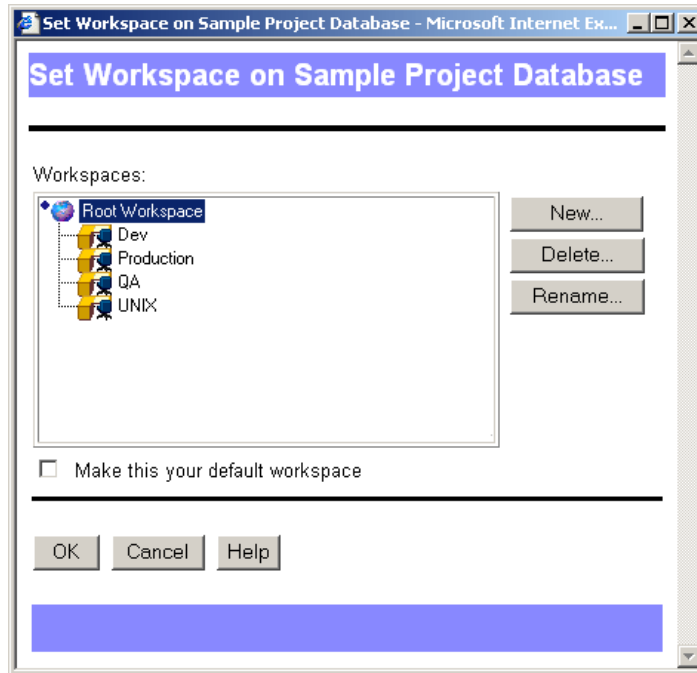 Set Workspace on Sample Project Database - Microsoft Internet Ex...
Set Workspace on Sample Project Database
Workspaces:
Root Workspace
Dev
Production
QA
UNIX
New...
Delete...
Rename...
Make this your default workspace
OK Cancel Help